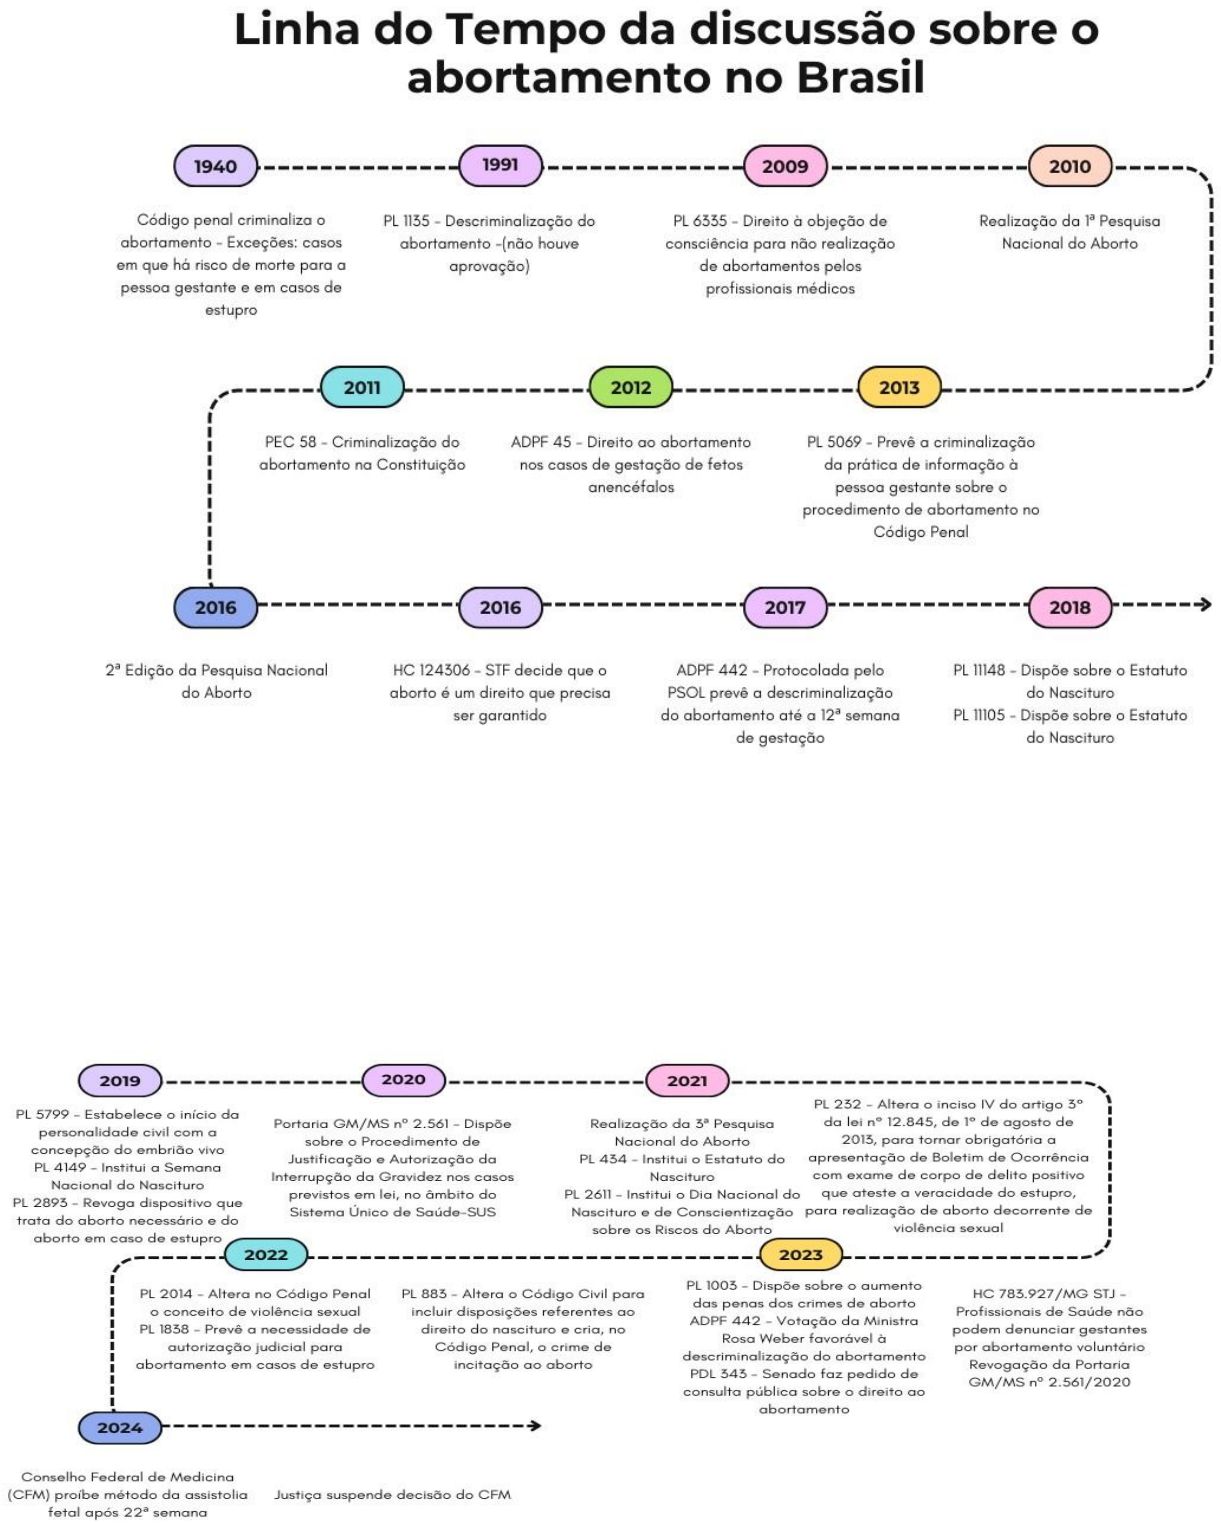 Linha do Tempo da discussão sobre o
abortamento no Brasil
1940
Código penal criminaliza o
abortamento - Exceções: casos
em que há risco de morte para a
pessoa gestante e em casos de
estupro
1991
PL 1135 - Descriminalização do
abortamento -(não houve
aprovação)
2009
PL 6335 - Direito à objeção de
consciência para não realização
de abortamentos pelos
profissionais médicos
2010
Realização da 1ª Pesquisa
Nacional do Aborto
2011
PEC 58 - Criminalização do
abortamento na Constituição
2012
ADPF 45 - Direito ao abortamento
nos casos de gestação de fetos
anencéfalos
2013
PL 5069 - Prevê a criminalização
da prática de informação à
pessoa gestante sobre o
procedimento de abortamento no
Código Penal
2016
2ª Edição da Pesquisa Nacional
do Aborto
2016
HC 124306 - STF decide que o
aborto é um direito que precisa
ser garantido
2017
ADPF 442 - Protocolada pelo
PSOL prevê a descriminalização
do abortamento até a 12ª semana
de gestação
2018
PL 11148 - Dispõe sobre o Estatuto
do Nascituro
PL 11105 - Dispõe sobre o Estatuto
do Nascituro
2019
PL 5799 - Estabelece o início da
personalidade civil com a
concepção do embrião vivo
PL 4149 - Institui a Semana
Nacional do Nascituro
PL 2893 - Revoga dispositivo que
trata do aborto necessário e do
aborto em caso de estupro
2020
Portaria GM/MS nº 2.561 - Dispõe
sobre o Procedimento de
Justificação e Autorização da
Interrupção da Gravidez nos casos
previstos em lei, no âmbito do
Sistema Único de Saúde-SUS
2021
Realização da 3ª Pesquisa
Nacional do Aborto
PL 434 - Institui o Estatuto do
Nascituro
PL 2611 - Institui o Dia Nacional do
Nascituro e de Conscientização
sobre os Riscos do Aborto
PL 232 - Altera o inciso IV do artigo 3º
da lei nº 12.845, de 1º de agosto de
2013, para tornar obrigatória a
apresentação de Boletim de Ocorrência
com exame de corpo de delito positivo
que ateste a veracidade do estupro,
para realização de aborto decorrente de
violência sexual
2022
PL 2014 - Altera no Código Penal
o conceito de violência sexual
PL 1838 - Prevê a necessidade de
autorização judicial para
abortamento em casos de estupro
PL 883 - Altera o Código Civil para
incluir disposições referentes ao
direito do nascituro e cria, no
Código Penal, o crime de
incitação ao aborto
2023
PL 1003 - Dispõe sobre o aumento
das penas dos crimes de aborto
ADPF 442 - Votação da Ministra
Rosa Weber favorável à
descriminalização do abortamento
PDL 343 - Senado faz pedido de
consulta pública sobre o direito ao
abortamento
HC 783.927/MG STJ -
Profissionais de Saúde não
podem denunciar gestantes
por abortamento voluntário
Revogação da Portaria
GM/MS nº 2.561/2020
2024
Conselho Federal de Medicina
(CFM) proíbe método da assistolia
fetal após 22ª semana
Justiça suspende decisão do CFM